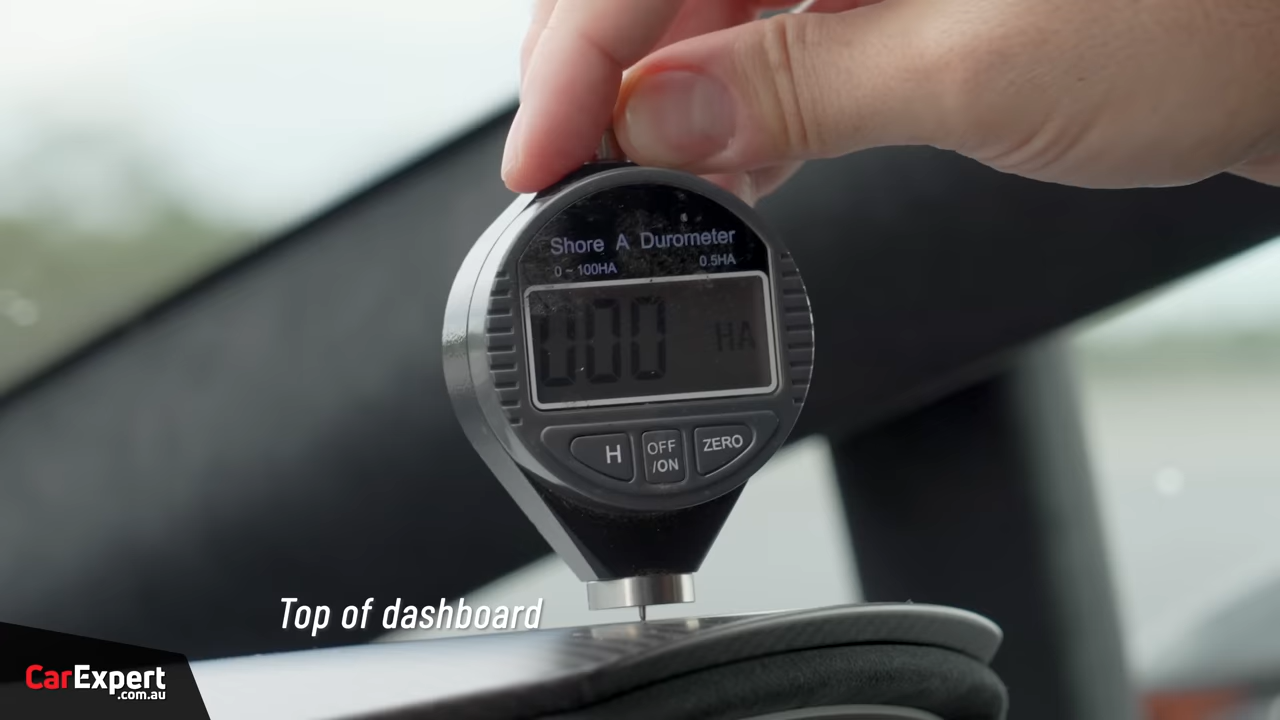 Shore A Durometer
0 ~ 100HA 0.5HA
000 HA
H OFF /ON ZERO
Top of dashboard
CarExpert
.com.au